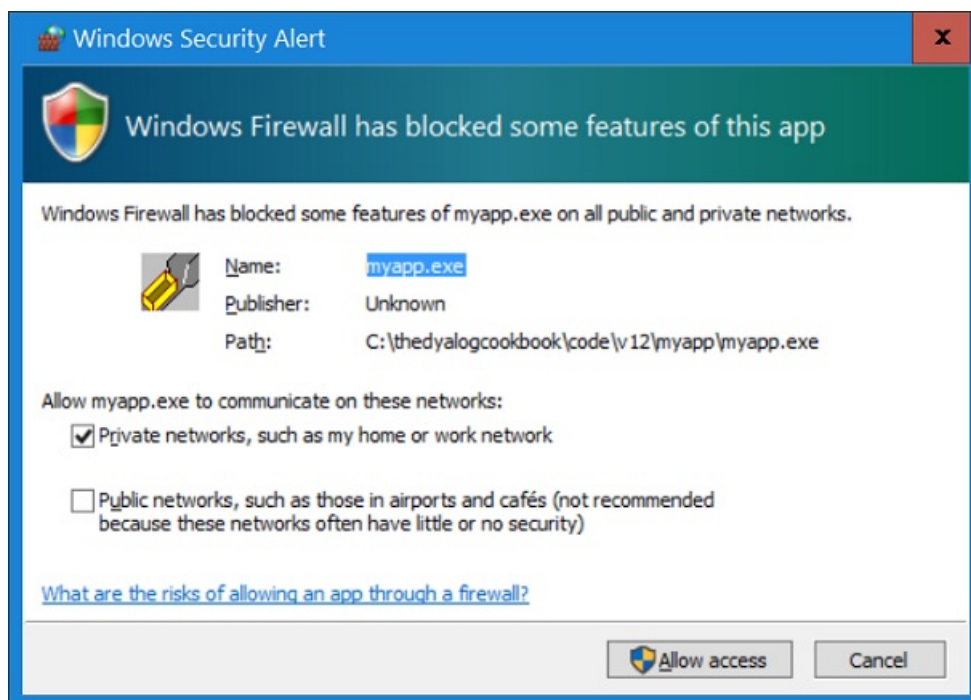 Windows Security Alert
x
Windows Firewall has blocked some features of this app
Windows Firewall has blocked some features of myapp.exe on all public and private networks.
Name: myapp.exe
Publisher: Unknown
Path: C:\thedyalogcookbook\code\v12\myapp\myapp.exe
Allow myapp.exe to communicate on these networks:
Private networks, such as my home or work network
Public networks, such as those in airports and cafés (not recommended
because these networks often have little or no security)
What are the risks of allowing an app through a firewall?
Allow access Cancel